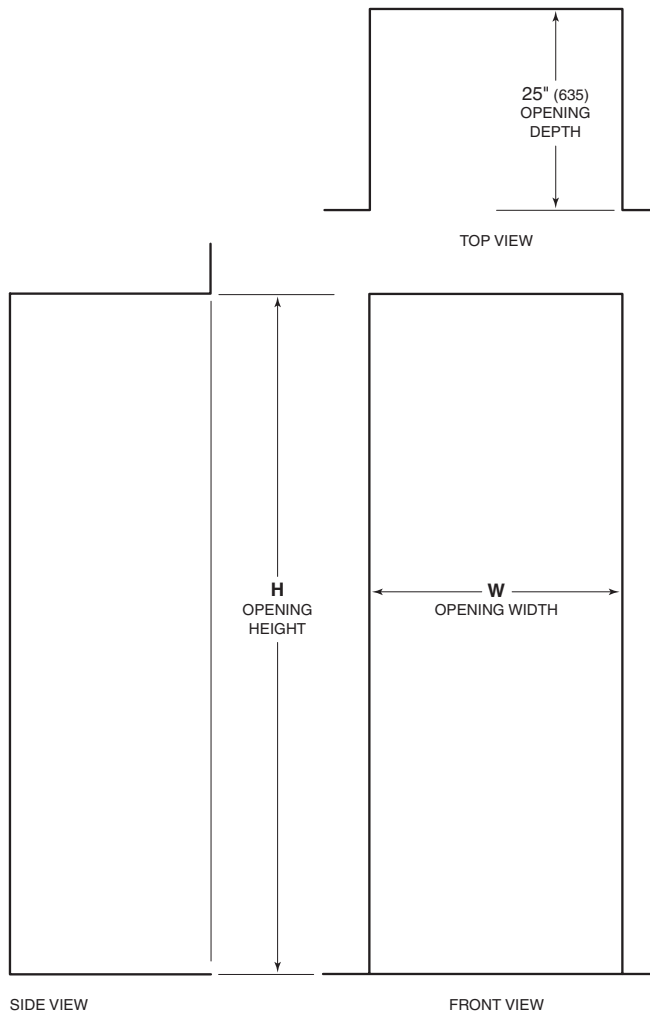 25" (635)
OPENING
DEPTH
TOP VIEW
H
OPENING
HEIGHT
W
OPENING WIDTH
SIDE VIEW
FRONT VIEW